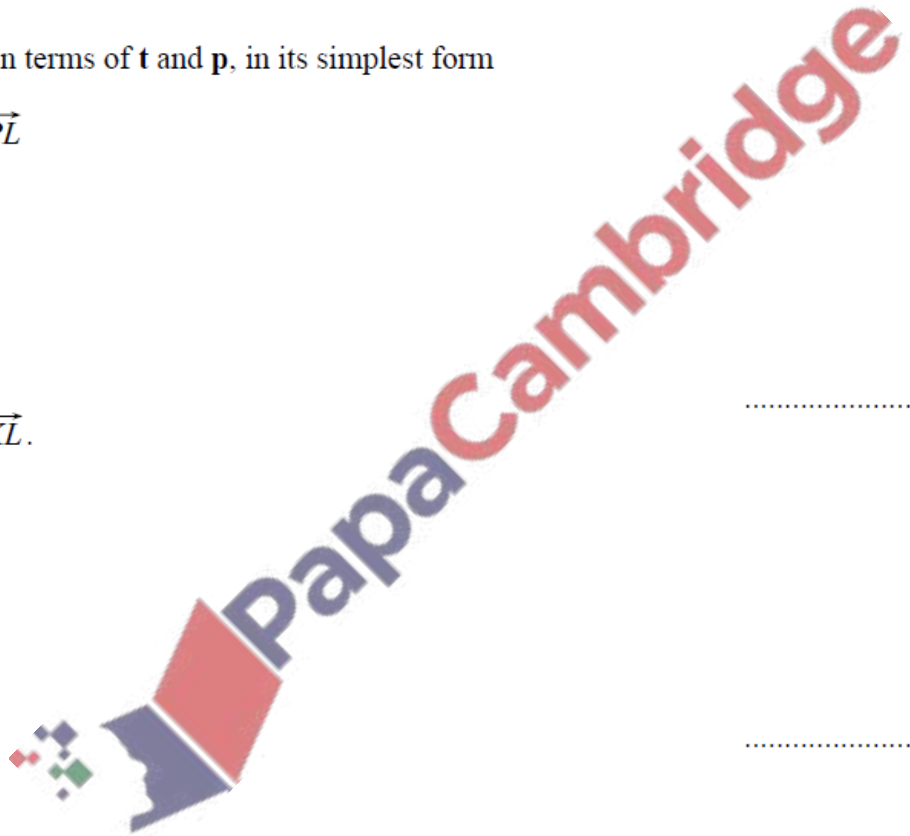 n terms of t and p, in its simplest form
L
L.
....................
....................
PapaCambridge